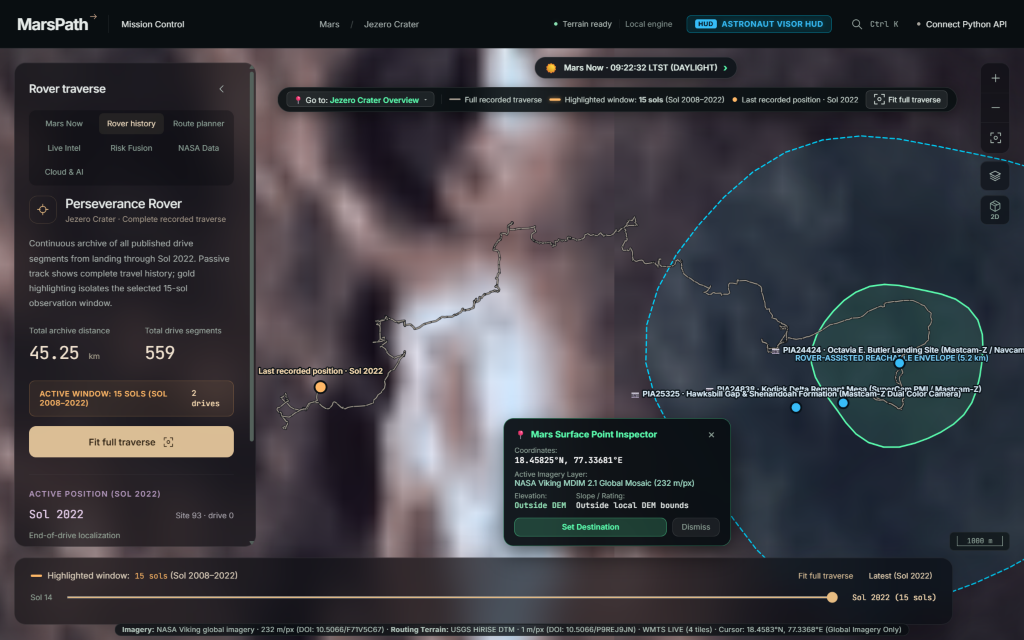 MarsPath
Mission Control
Mars / Jezero Crater
Terrain ready
Local engine
HUD ASTRONAUT VISOR HUD
Ctrl K
Connect Python API
Mars Now · 09:22:32 LTST (DAYLIGHT)
Go to: Jezero Crater Overview
Full recorded traverse
Highlighted window: 15 sols (Sol 2008–2022)
Last recorded position · Sol 2022
Fit full traverse
Rover traverse
Mars Now
Rover history
Route planner
Live Intel
Risk Fusion
NASA Data
Cloud & AI
Perseverance Rover
Jezero Crater · Complete recorded traverse
Continuous archive of all published drive
segments from landing through Sol 2022. Passive
track shows complete travel history; gold
highlighting isolates the selected 15-sol
observation window.
Total archive distance
45.25 km
Total drive segments
559
ACTIVE WINDOW: 15 SOLS (SOL
2008–2022)
2
drives
Fit full traverse
ACTIVE POSITION (SOL 2022)
Sol 2022
Site 93 · drive 0
End-of-drive localization
2D
Last recorded position · Sol 2022
PIA24424 · Octavia E. Butler Landing Site (Mastcam-Z / Navcam
ROVER-ASSISTED REACHABLE ENVELOPE (5.2 km)
PIA24838 · Kodiak Delta Remnant Mesa (SuperCam RMI / Mastcam-Z)
PIA25325 · Hawksbill Gap & Shenandoah Formation (Mastcam-Z Dual Color Camera)
Mars Surface Point Inspector
Coordinates:
18.45825°N, 77.33681°E
Active Imagery Layer:
NASA Viking MDIM 2.1 Global Mosaic (232 m/px)
Elevation:
Outside DEM
Slope / Rating:
Outside local DEM bounds
Set Destination
Dismiss
1000 m
Highlighted window: 15 sols (Sol 2008–2022)
Fit full traverse
Latest (Sol 2022)
Sol 14
Sol 2022 (15 sols)
Imagery: NASA Viking global imagery · 232 m/px (DOI: 10.5066/F71V5C67) · Routing Terrain: USGS HiRISE DTM · 1 m/px (DOI: 10.5066/P9REJ9JN) · WMTS LIVE (4 tiles) · Cursor: 18.4583°N, 77.3368°E (Global Imagery Only)